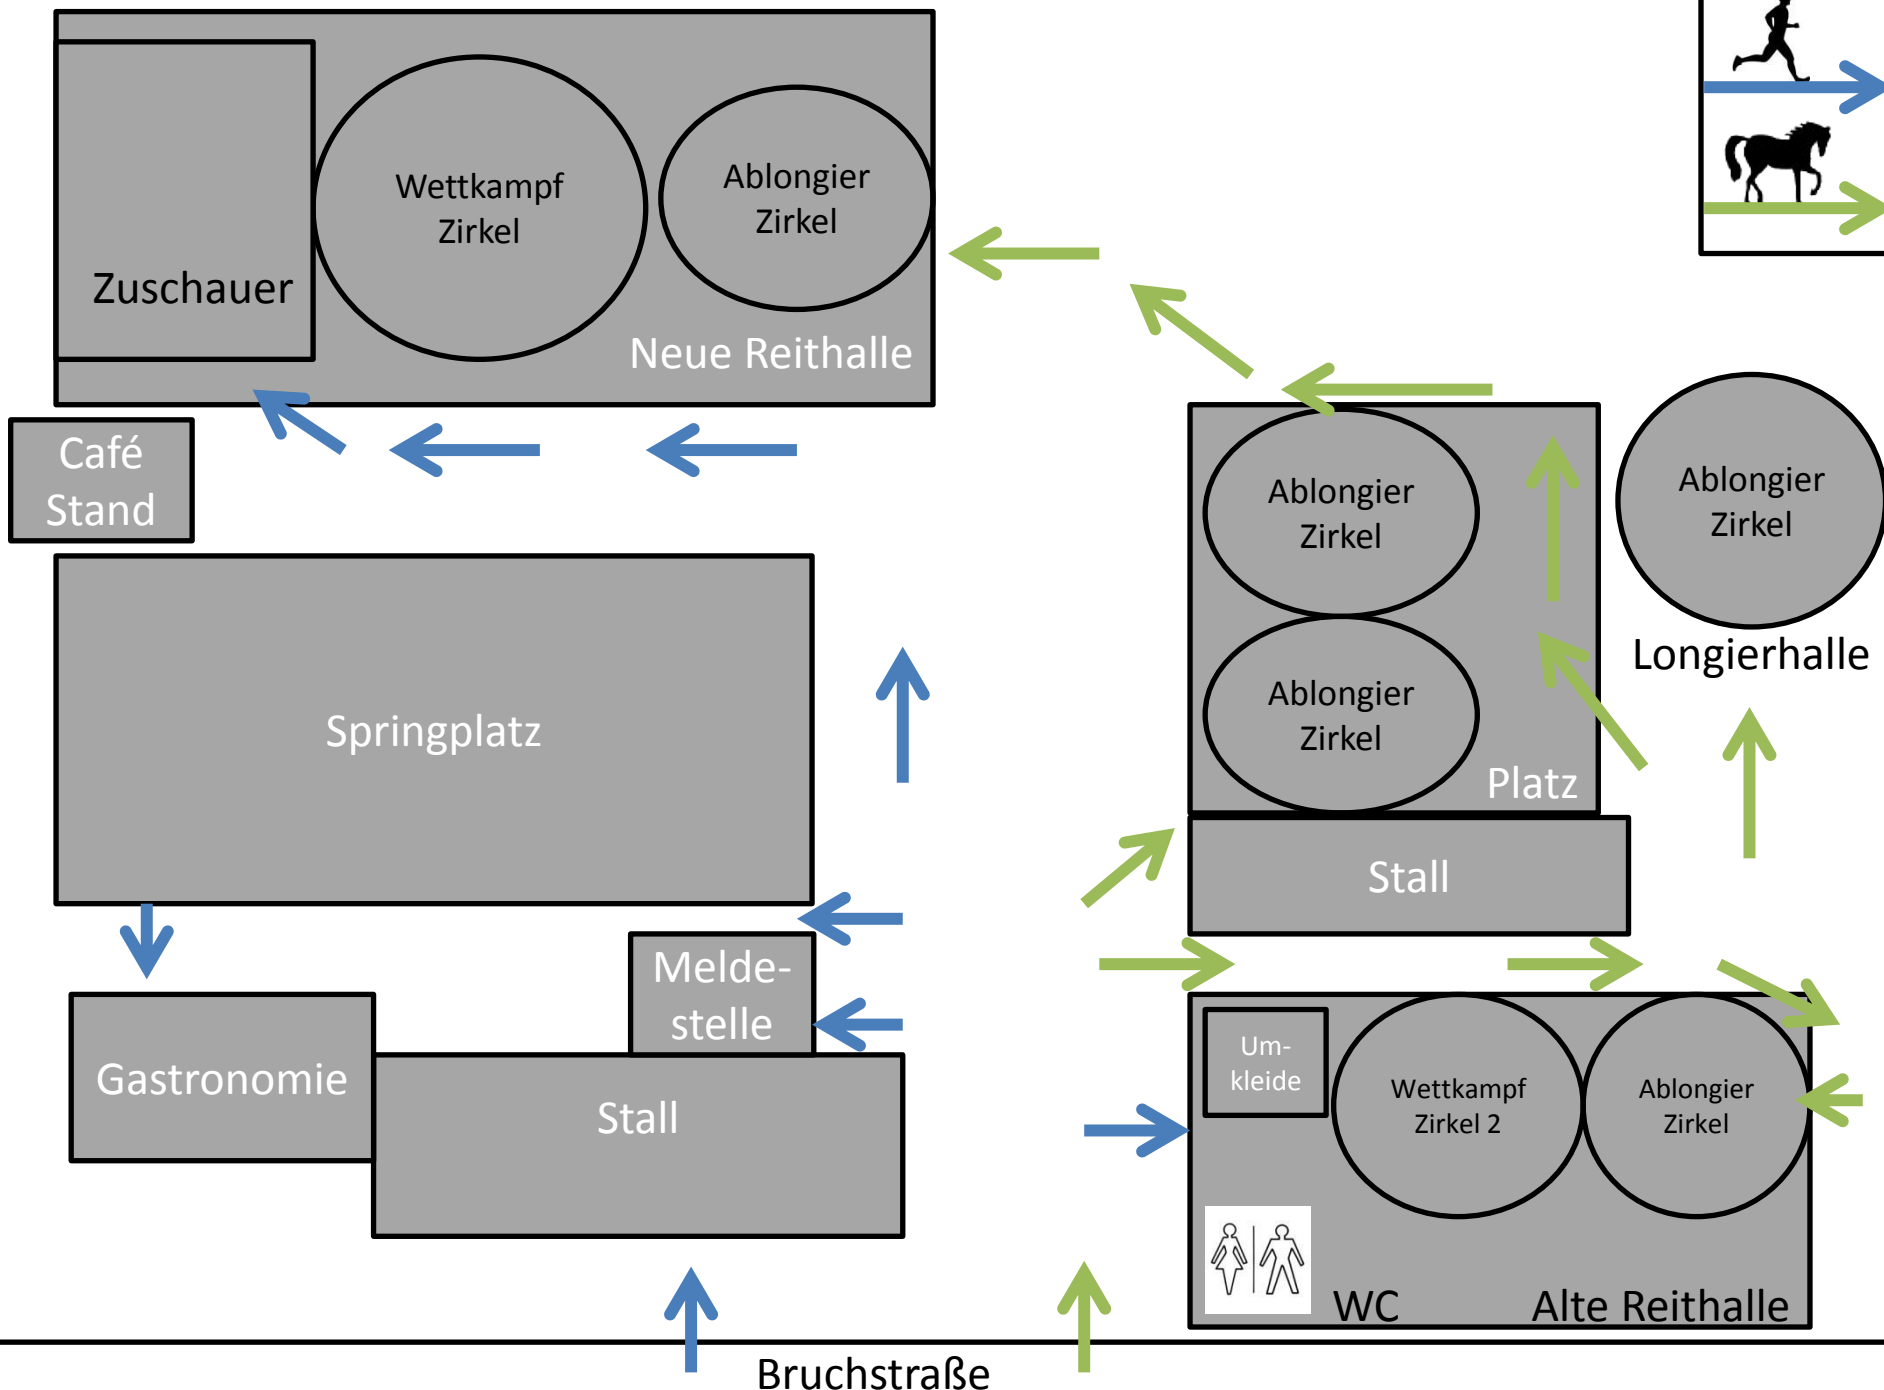 Wettkampf
Zirkel
Ablongier
Zirkel
Zuschauer
Neue Reithalle
Café
Stand
Ablongier
Zirkel
Ablongier
Zirkel
Longierhalle
Springplatz
Ablongier
Zirkel
Platz
Stall
Melde-
stelle
Gastronomie
Stall
Um-
kleide
Wettkampf
Zirkel 2
Ablongier
Zirkel
WC
Alte Reithalle
Bruchstraße